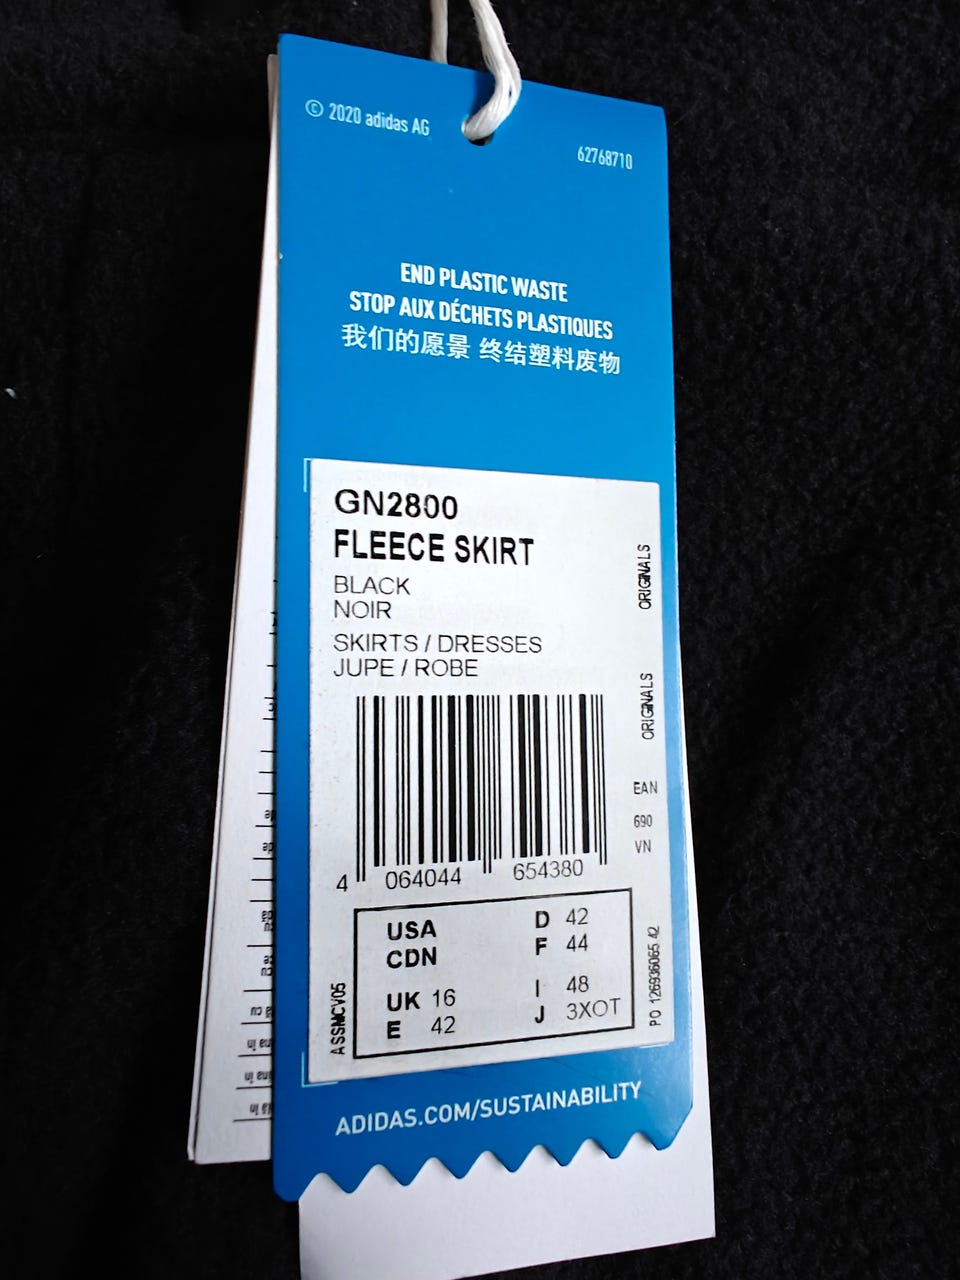 © 2020 adidas AG
62768710
END PLASTIC WASTE
STOP AUX DÉCHETS PLASTIQUES
我们的愿景 终结塑料废物
GN2800
FLEECE SKIRT
BLACK
NOIR
SKIRTS / DRESSES
JUPE / ROBE
ORIGINALS
ORIGINALS
EAN
690
VN
4 064044 654380
USA
CDN
UK 16
E 42
D 42
F 44
I 48
J 3XOT
ASSMCV05
PO 126936065 42
ADIDAS.COM/SUSTAINABILITY